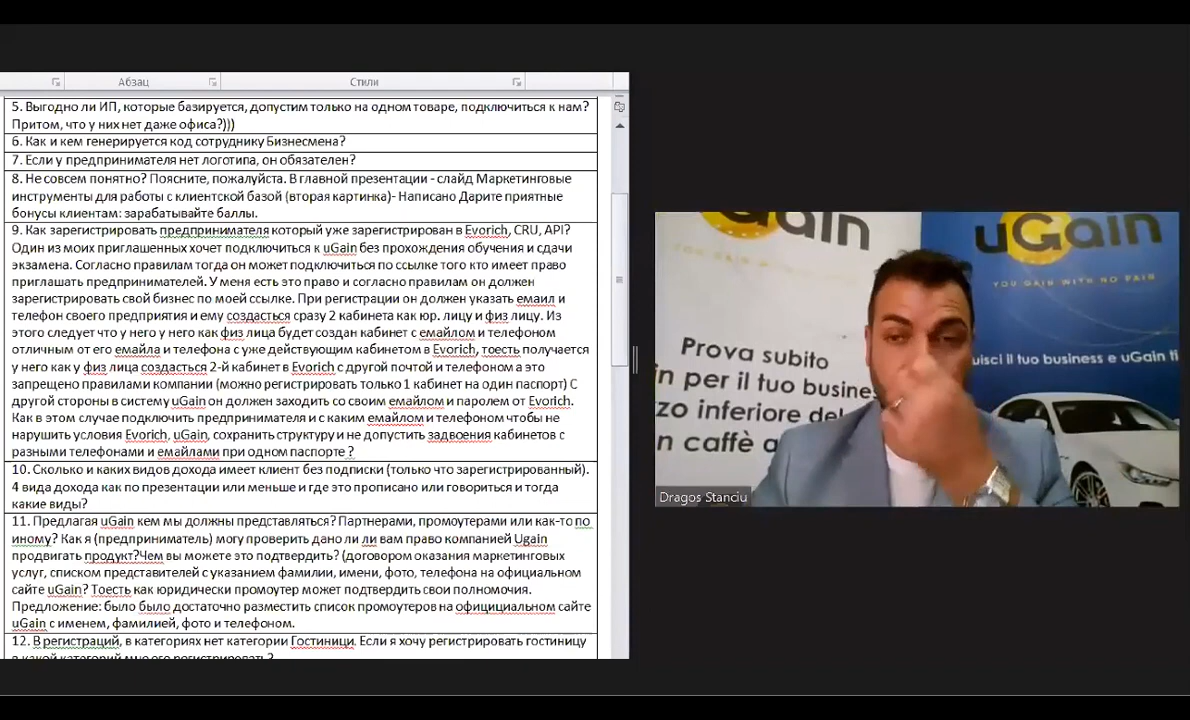 Абзац
Стили
5. Выгодно ли ИП, которые базируется, допустим только на одном товаре, подключиться к нам?
Притом, что у них нет даже офиса?)))
6. Как и кем генерируется код сотруднику Бизнесмена?
7. Если у предпринимателя нет логотипа, он обязателен?
8. Не совсем понятно? Поясните, пожалуйста. В главной презентации - слайд Маркетинговые
инструменты для работы с клиентской базой (вторая картинка)- Написано Дарите приятные
бонусы клиентам: зарабатывайте баллы.
9. Как зарегистрировать предпринимателя который уже зарегистрирован в Evorich, CRU, API?
Один из моих приглашенных хочет подключиться к uGain без прохождения обучения и сдачи
экзамена. Согласно правилам тогда он может подключиться по ссылке того кто имеет право
приглашать предпринимателей. У меня есть это право и согласно правилам он должен
зарегистрировать свой бизнес по моей ссылке. При регистрации он должен указать емаил и
телефон своего предприятия и ему создасться сразу 2 кабинета как юр. лицу и физ лицу. Из
этого следует что у него у него как физ лица будет создан кабинет с емайлом и телефоном
отличным от его емайла и телефона с уже действующим кабинетом в Evorich, тоесть получается
у него как у физ лица создасться 2-й кабинет в Evorich с другой почтой и телефоном а это
запрещено правилами компании (можно регистрировать только 1 кабинет на один паспорт) С
другой стороны в систему uGain он должен заходить со своим емайлом и паролем от Evorich.
Как в этом случае подключить предпринимателя и с каким емайлом и телефоном чтобы не
нарушить условия Evorich, uGain, сохранить структуру и не допустить задвоения кабинетов с
разными телефонами и емайлами при одном паспорте ?
10. Сколько и каких видов дохода имеет клиент без подписки (только что зарегистрированный).
4 вида дохода как по презентации или меньше и где это прописано или говориться и тогда
какие виды?
11. Предлагая uGain кем мы должны представляться? Партнерами, промоутерами или как-то по
иному? Как я (предприниматель) могу проверить дано ли ли вам право компанией Ugain
продвигать продукт?Чем вы можете это подтвердить? (договором оказания маркетинговых
услуг, списком представителей с указанием фамилии, имени, фото, телефона на официальном
сайте uGain? Тоесть как юридически промоутер может подтвердить свои полномочия.
Предложение: было было достаточно разместить список промоутеров на официциальном сайте
uGain с именем, фамилией, фото и телефоном.
12. В регистраций, в категориях нет категории Гостиници. Если я хочу регистрировать гостиницу
в какой категорий мне его регистрировать?
Gain
uGain
YOU GAIN WITH NO PAIN
Prova subito
in per il tuo busine
zo inferiore del
n caffè a
uisci il tuo business e uGain ti
Dragos Stanciu